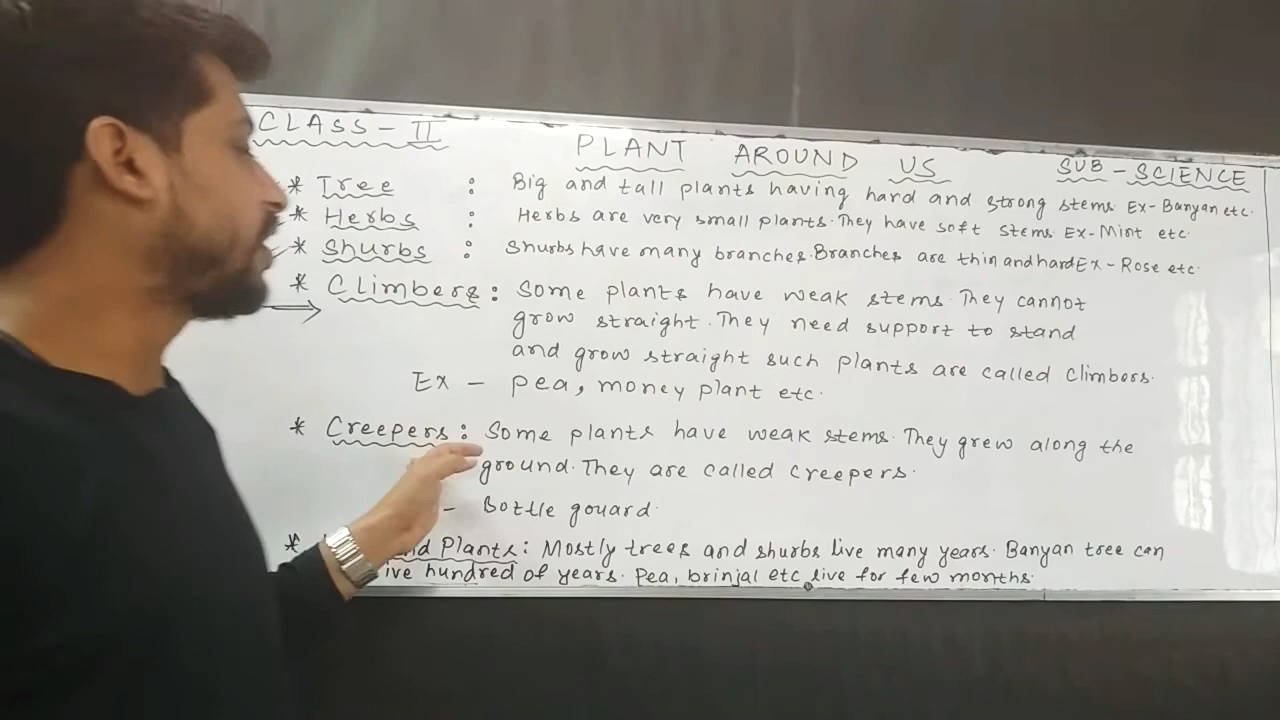 CLASS - II
PLANT AROUND US
SUB - SCIENCE
* Tree : Big and tall plants having hard and strong stems Ex - Banyan etc.
* Herbs : Herbs are very small plants. They have soft stems Ex - Mint etc.
* Shurbs : Shurbs have many branches. Branches are thin and hard Ex - Rose etc.
* Climbers : Some plants have weak stems. They cannot
grow straight. They need support to stand
and grow straight such plants are called climbers.
Ex - pea, money plant etc.
* Creepers : Some plants have weak stems. They grew along the
ground. They are called creepers.
- Bottle gouard.
* Plants : Mostly trees and shurbs live many years. Banyan tree can
hundred of years. Pea, brinjal etc live for few months.